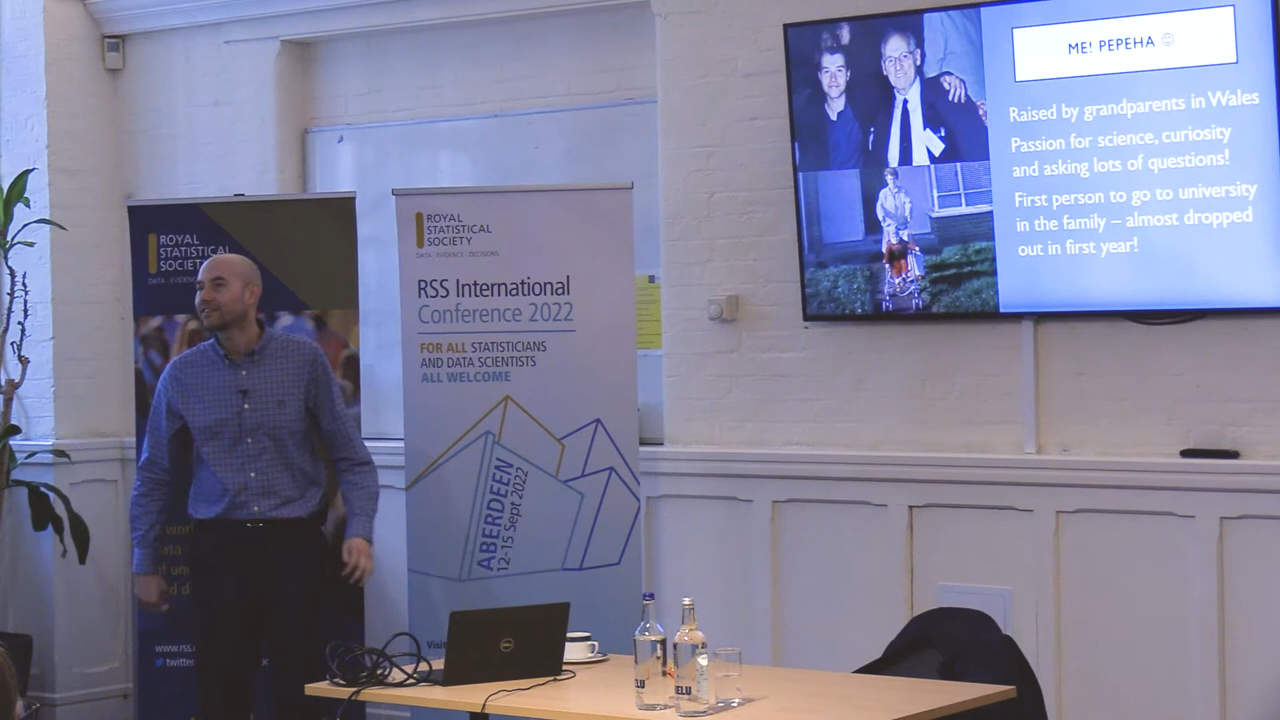 ME! PEPEHA ☺
Raised by grandparents in Wales
Passion for science, curiosity
and asking lots of questions!
First person to go to university
in the family – almost dropped
out in first year!
ROYAL
STATISTICAL
SOCIETY
DATA
www.rss.
ROYAL
STATISTICAL
SOCIETY
DATA | EVIDENCE | DECISIONS
RSS International
Conference 2022
FOR ALL STATISTICIANS
AND DATA SCIENTISTS
ALL WELCOME
ABERDEEN
12-15 Sept 2022
Visit
DELL